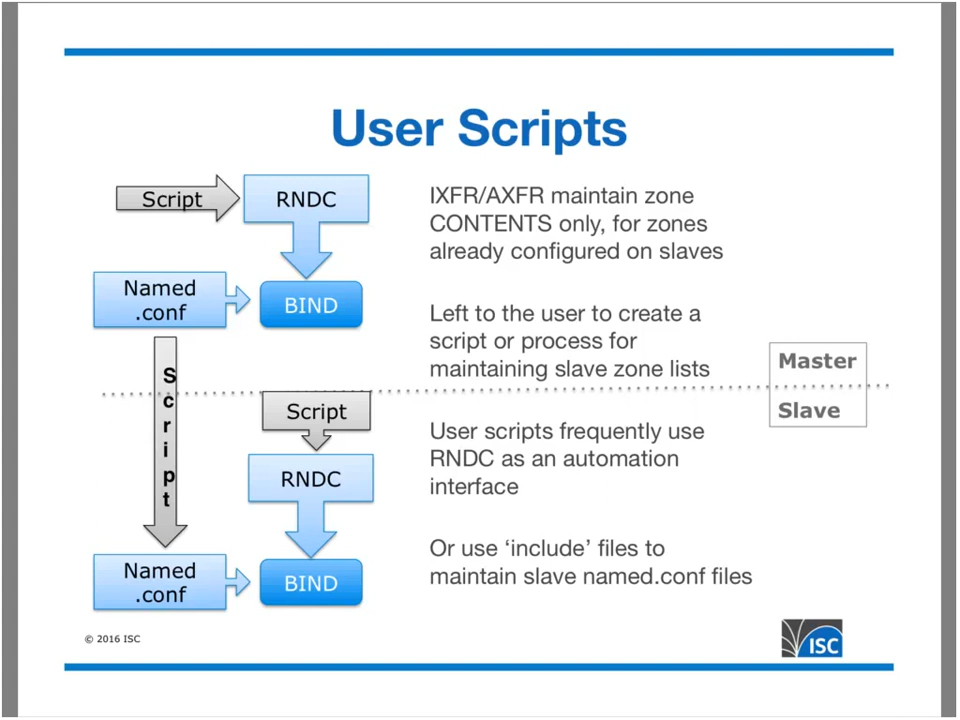 User Scripts
Script
RNDC
Named
.conf
BIND
Script
Script
RNDC
Named
.conf
BIND
IXFR/AXFR maintain zone
CONTENTS only, for zones
already configured on slaves
Left to the user to create a
script or process for
maintaining slave zone lists
User scripts frequently use
RNDC as an automation
interface
Or use ‘include’ files to
maintain slave named.conf files
Master
Slave
© 2016 ISC
ISC